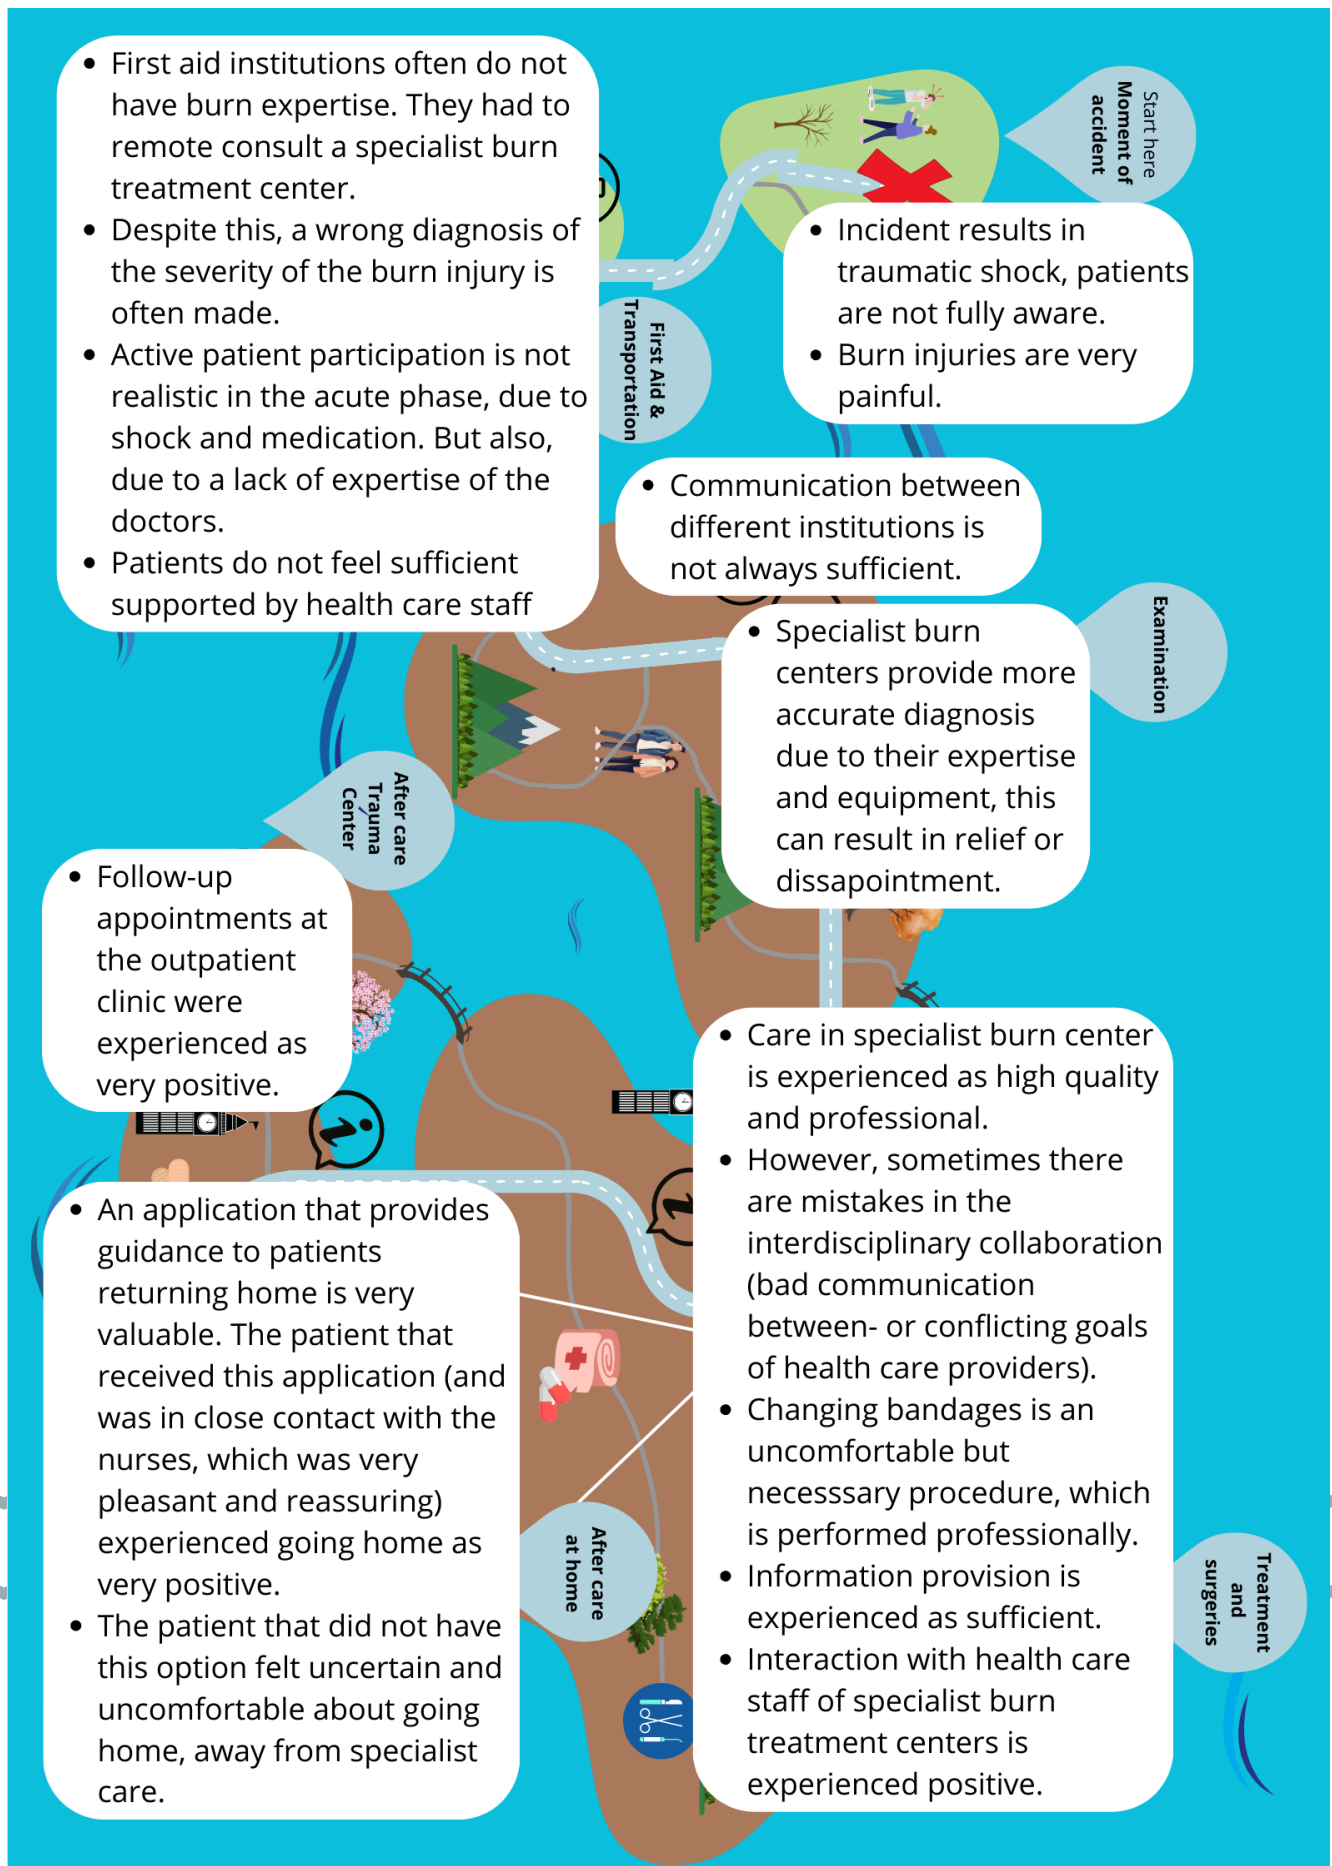 Start here
Moment of
accident
• Incident results in
traumatic shock, patients
are not fully aware.
• Burn injuries are very
painful.
• First aid institutions often do not
have burn expertise. They had to
remote consult a specialist burn
treatment center.
• Despite this, a wrong diagnosis of
the severity of the burn injury is
often made.
• Active patient participation is not
realistic in the acute phase, due to
shock and medication. But also,
due to a lack of expertise of the
doctors.
• Patients do not feel sufficient
supported by health care staff
First Aid &
Transportation
• Communication between
different institutions is
not always sufficient.
Examination
• Specialist burn
centers provide more
accurate diagnosis
due to their expertise
and equipment, this
can result in relief or
dissapointment.
After care
Trauma
Center
• Follow-up
appointments at
the outpatient
clinic were
experienced as
very positive.
• Care in specialist burn center
is experienced as high quality
and professional.
• However, sometimes there
are mistakes in the
interdisciplinary collaboration
(bad communication
between- or conflicting goals
of health care providers).
• Changing bandages is an
uncomfortable but
necesssary procedure, which
is performed professionally.
• Information provision is
experienced as sufficient.
• Interaction with health care
staff of specialist burn
treatment centers is
experienced positive.
Treatment
and
surgeries
• An application that provides
guidance to patients
returning home is very
valuable. The patient that
received this application (and
was in close contact with the
nurses, which was very
pleasant and reassuring)
experienced going home as
very positive.
• The patient that did not have
this option felt uncertain and
uncomfortable about going
home, away from specialist
care.
After care
at home